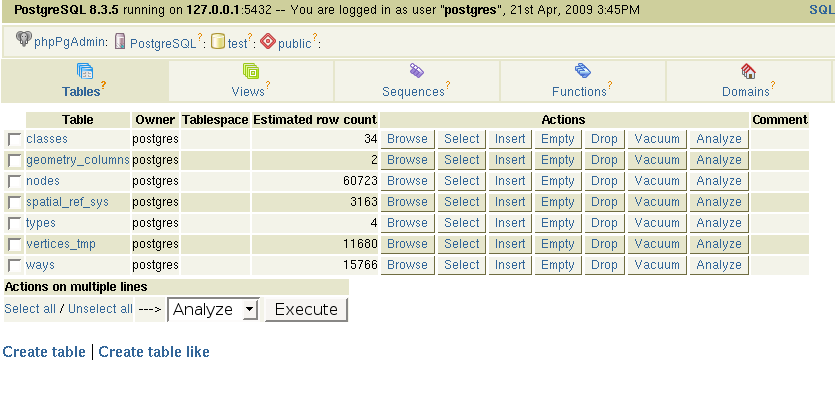 PostgreSQL 8.3.5 running on 127.0.0.1:5432 -- You are logged in as user "postgres", 21st Apr, 2009 3:45PM SQL
phpPgAdmin: PostgreSQL?: test?: public?:
Tables? Views? Sequences? Functions? Domains?
Table Owner Tablespace Estimated row count Actions Comment
classes postgres 34 Browse Select Insert Empty Drop Vacuum Analyze
geometry_columns postgres 2 Browse Select Insert Empty Drop Vacuum Analyze
nodes postgres 60723 Browse Select Insert Empty Drop Vacuum Analyze
spatial_ref_sys postgres 3163 Browse Select Insert Empty Drop Vacuum Analyze
types postgres 4 Browse Select Insert Empty Drop Vacuum Analyze
vertices_tmp postgres 11680 Browse Select Insert Empty Drop Vacuum Analyze
ways postgres 15766 Browse Select Insert Empty Drop Vacuum Analyze
Actions on multiple lines
Select all / Unselect all ---> Analyze Execute
Create table | Create table like